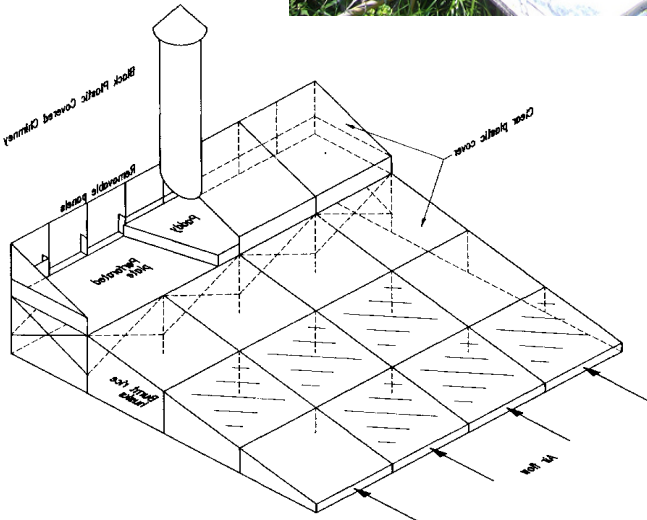 Black Plastic Covered Chimney
Clear plastic cover
Removable panels
Paddy
Perforated
plate
Burnt rice
husks
Air flow